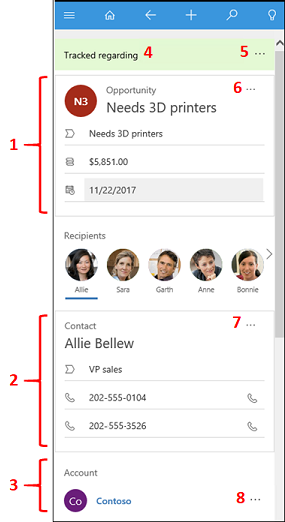 Tracked regarding 4 5 ...
6 ...
N3 Opportunity
Needs 3D printers
1
Needs 3D printers
$5,851.00
11/22/2017
Recipients
Allie Sara Garth Anne Bonnie
7 ...
Contact
Allie Bellew
2
VP sales
202-555-0104
202-555-3526
Account
3
Co Contoso 8 ...